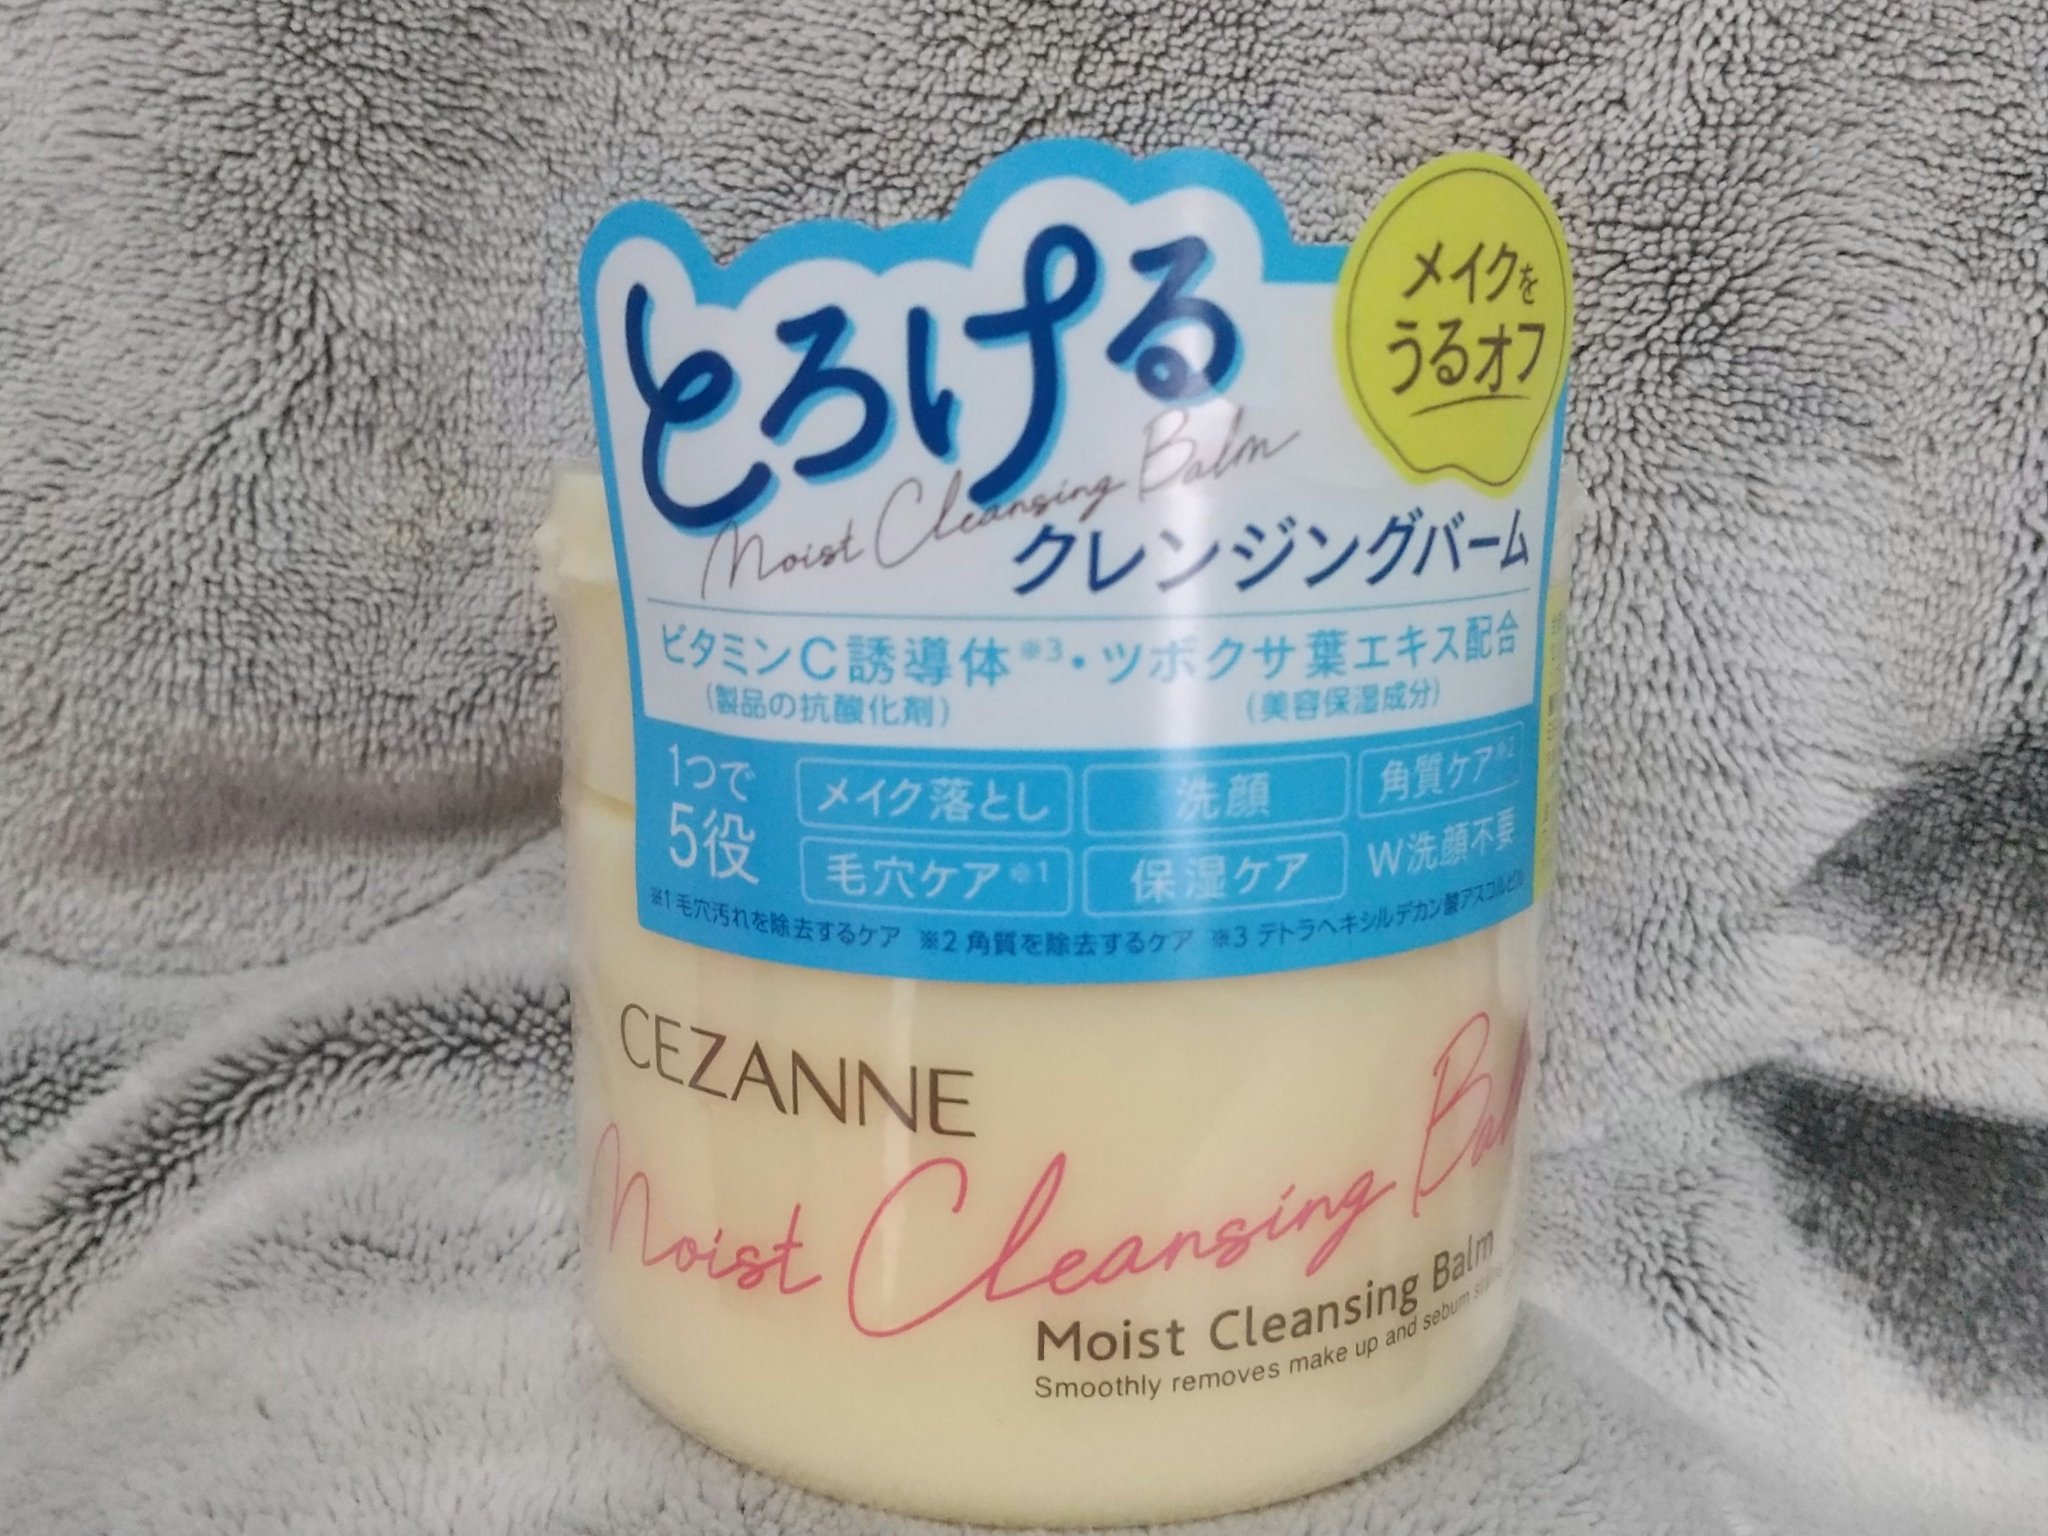 メイクを
うるオフ
とろける
Moist Cleansing Balm
クレンジングバーム
ビタミンC誘導体※3・ツボクサ葉エキス配合
(製品の抗酸化剤) (美容保湿成分)
1つで
5役
メイク落とし 洗顔 角質ケア※2
毛穴ケア※1 保湿ケア W洗顔不要
※1 毛穴汚れを除去するケア ※2 角質を除去するケア ※3 テトラヘキシルデカン酸アスコルビル
CEZANNE
Moist Cleansing Balm
Moist Cleansing Balm
Smoothly removes make up and sebum